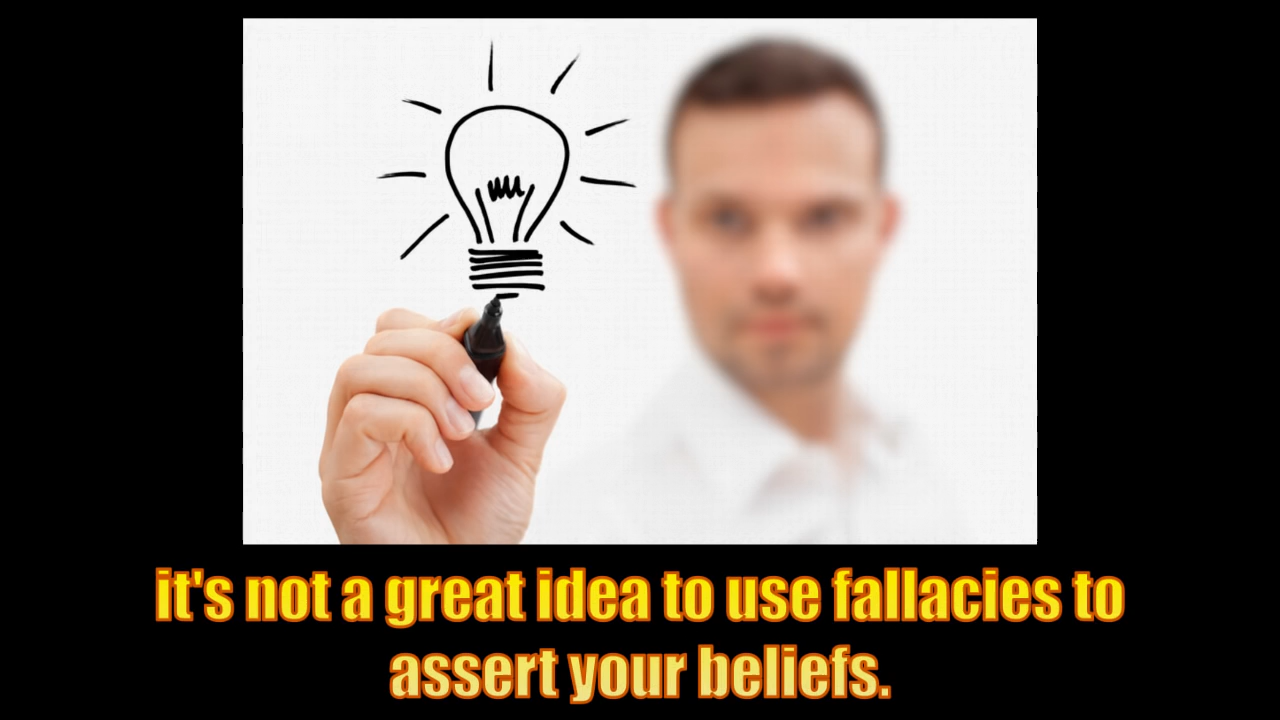 it's not a great idea to use fallacies to
assert your beliefs.